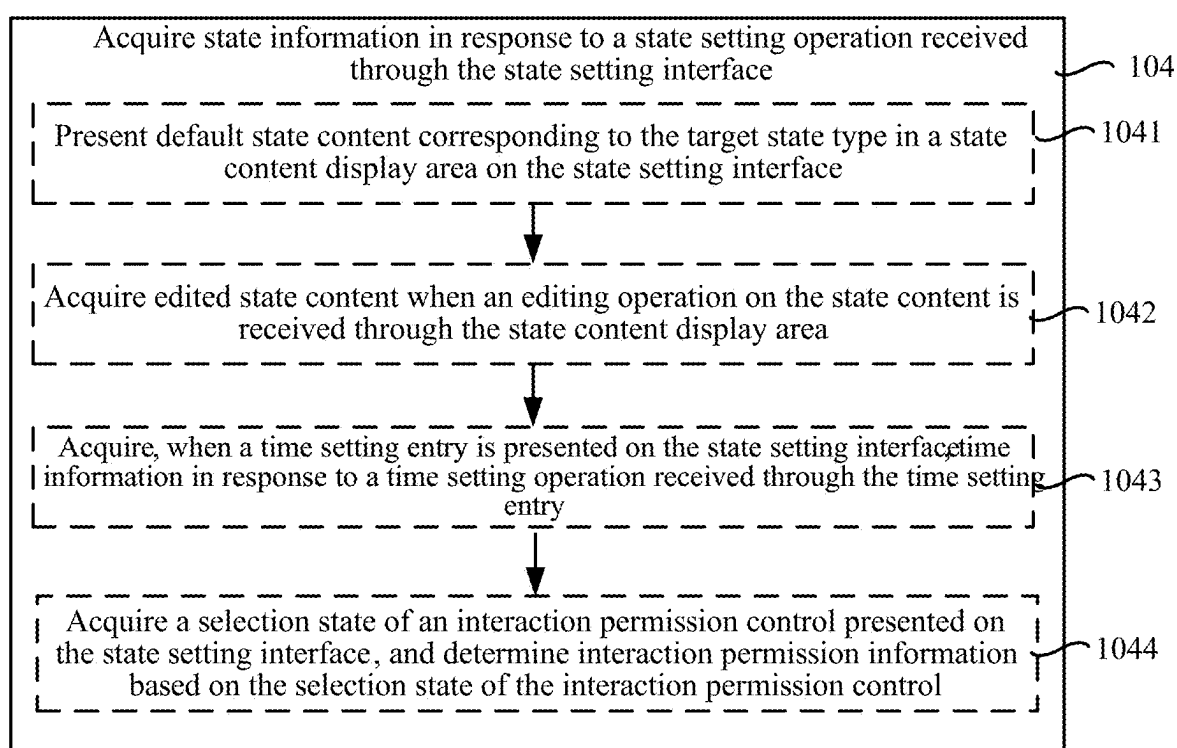 Acquire state information in response to a state setting operation received
through the state setting interface
104
Present default state content corresponding to the target state type in a state
content display area on the state setting interface
1041
Acquire edited state content when an editing operation on the state content is
received through the state content display area
1042
Acquire, when a time setting entry is presented on the state setting interface,time
information in response to a time setting operation received through the time setting
entry
1043
Acquire a selection state of an interaction permission control presented on
the state setting interface, and determine interaction permission information
based on the selection state of the interaction permission control
1044